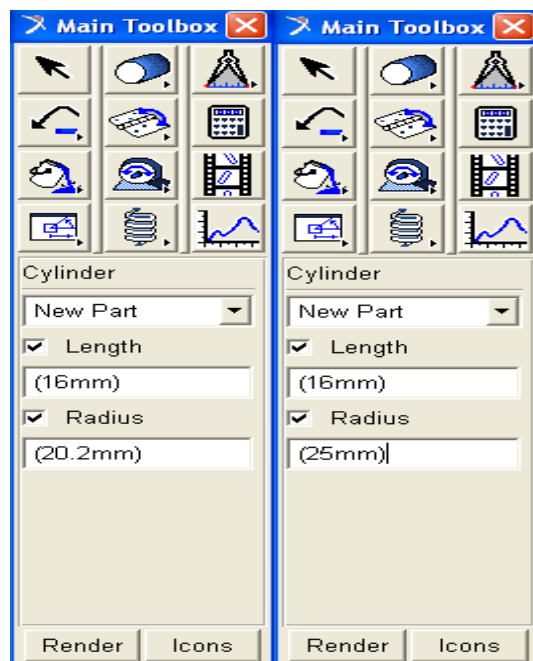 Main Toolbox
Cylinder
New Part
Length
(16mm)
Radius
(20.2mm)
Render Icons
Main Toolbox
Cylinder
New Part
Length
(16mm)
Radius
(25mm)
Render Icons